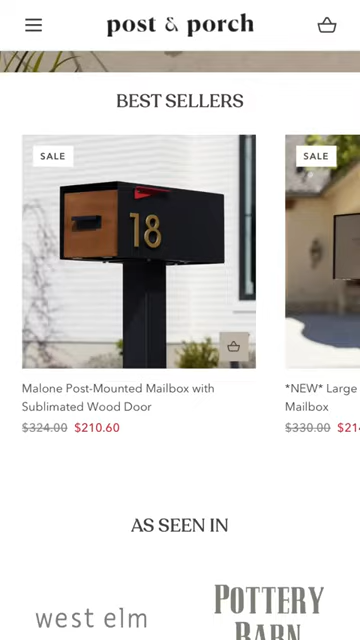 post & porch
BEST SELLERS
SALE
SALE
18
Malone Post-Mounted Mailbox with
Sublimated Wood Door
$324.00 $210.60
*NEW* Large
Mailbox
$330.00
AS SEEN IN
west elm
POTTERY
BARN